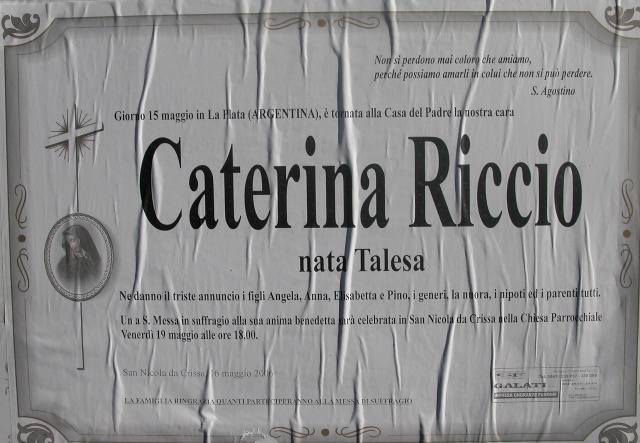 Non si perdono mai coloro che amiamo,
perché possiamo amarli in colui che non si può perdere.
S. Agostino
Giorno 15 maggio in La Plata (ARGENTINA), è tornata alla Casa del Padre la nostra cara
Caterina Riccio
nata Talesa
Ne danno il triste annuncio i figli Angela, Anna, Elisabetta e Pino, i generi, la nuora, i nipoti ed i parenti tutti.
Un a S. Messa in suffragio alla sua anima benedetta sarà celebrata in San Nicola da Crissa nella Chiesa Parrocchiale
Venerdì 19 maggio alle ore 18.00.
San Nicola da Crissa, 16 maggio 2006
GALATI
IMPRESA ONORANZE FUNEBRI
LA FAMIGLIA RINGRAZIA QUANTI PARTECIPERANNO ALLA MESSA DI SUFFRAGIO